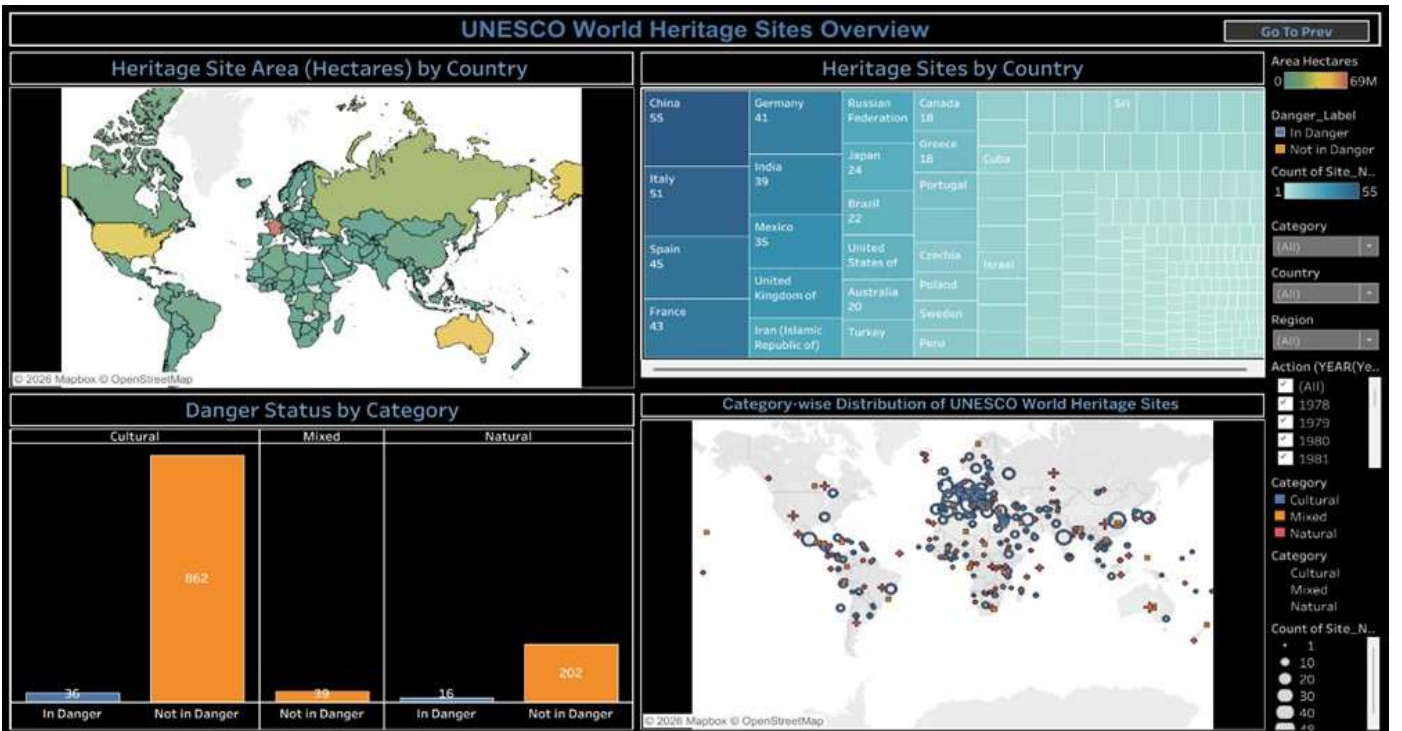 UNESCO World Heritage Sites Overview
Go To Prev
Heritage Site Area (Hectares) by Country
© 2026 Mapbox © OpenStreetMap
Heritage Sites by Country
China
55
Italy
51
Spain
45
France
43
Germany
41
India
39
Mexico
35
United
Kingdom of
Iran (Islamic
Republic of)
Russian
Federation
Japan
24
Brazil
22
United
States of
Australia
20
Turkey
Canada
18
Greece
18
Portugal
Czechia
Poland
Sweden
Peru
Cuba
Israel
Sri
Danger Status by Category
Cultural
Mixed
Natural
36
862
39
16
202
In Danger
Not in Danger
Not in Danger
In Danger
Not in Danger
Category-wise Distribution of UNESCO World Heritage Sites
© 2026 Mapbox © OpenStreetMap
Area Hectares
0 69M
Danger_Label
In Danger
Not in Danger
Count of Site_N..
1 55
Category
(All)
Country
(All)
Region
(All)
Action (YEAR(Ye..
(All)
1978
1979
1980
1981
Category
Cultural
Mixed
Natural
Category
Cultural
Mixed
Natural
Count of Site_N..
1
10
20
30
40